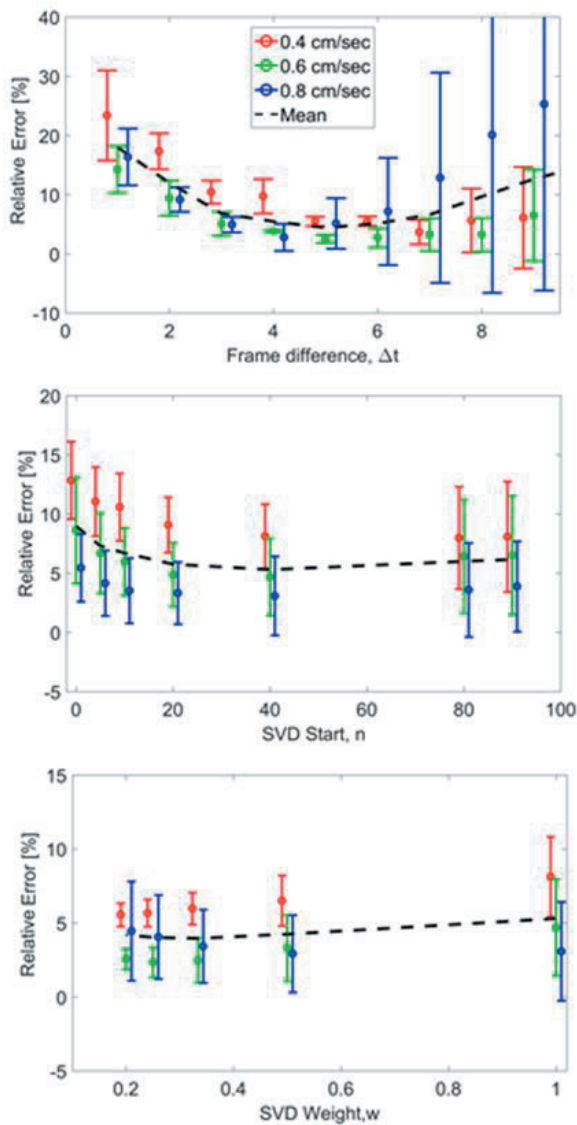 40
30
20
10
0
-10
Relative Error [%]
0.4 cm/sec
0.6 cm/sec
0.8 cm/sec
Mean
0 2 4 6 8
Frame difference, Δt
20
15
10
5
0
-5
Relative Error [%]
0 20 40 60 80 100
SVD Start, n
15
10
5
0
-5
Relative Error [%]
0.2 0.4 0.6 0.8 1
SVD Weight,w